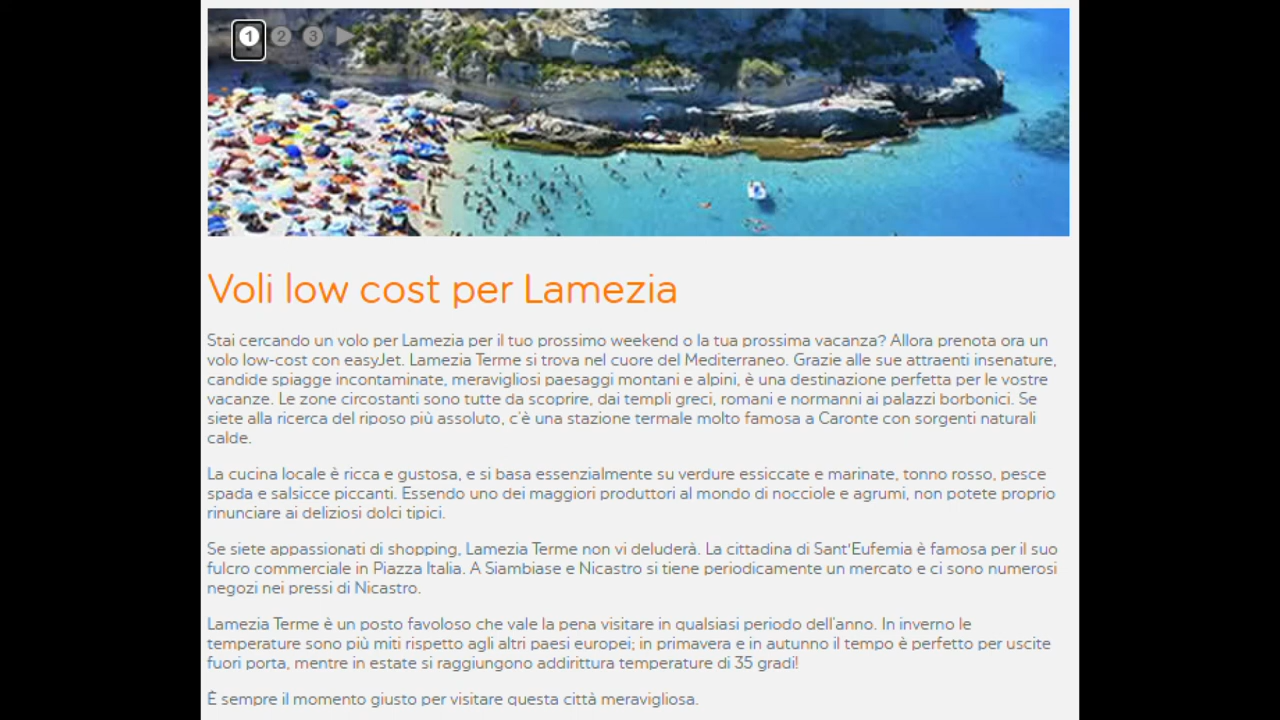 1 2 3
Voli low cost per Lamezia
Stai cercando un volo per Lamezia per il tuo prossimo weekend o la tua prossima vacanza? Allora prenota ora un
volo low-cost con easyJet. Lamezia Terme si trova nel cuore del Mediterraneo. Grazie alle sue attraenti insenature,
candide spiagge incontaminate, meravigliosi paesaggi montani e alpini, è una destinazione perfetta per le vostre
vacanze. Le zone circostanti sono tutte da scoprire, dai templi greci, romani e normanni ai palazzi borbonici. Se
siete alla ricerca del riposo più assoluto, c'è una stazione termale molto famosa a Caronte con sorgenti naturali
calde.
La cucina locale è ricca e gustosa, e si basa essenzialmente su verdure essiccate e marinate, tonno rosso, pesce
spada e salsicce piccanti. Essendo uno dei maggiori produttori al mondo di nocciole e agrumi, non potete proprio
rinunciare ai deliziosi dolci tipici.
Se siete appassionati di shopping, Lamezia Terme non vi deluderà. La cittadina di Sant'Eufemia è famosa per il suo
fulcro commerciale in Piazza Italia. A Siambiase e Nicastro si tiene periodicamente un mercato e ci sono numerosi
negozi nei pressi di Nicastro.
Lamezia Terme è un posto favoloso che vale la pena visitare in qualsiasi periodo dell'anno. In inverno le
temperature sono più miti rispetto agli altri paesi europei; in primavera e in autunno il tempo è perfetto per uscite
fuori porta, mentre in estate si raggiungono addirittura temperature di 35 gradi!
È sempre il momento giusto per visitare questa città meravigliosa.